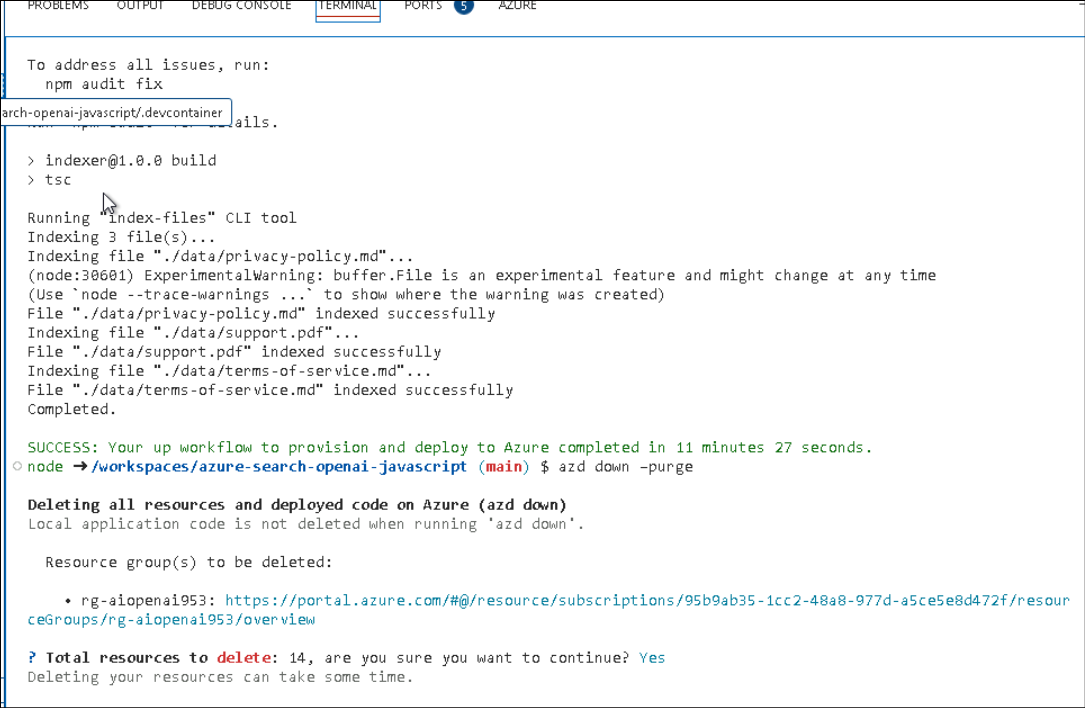 PROBLEMS OUTPUT DEBUG CONSOLE TERMINAL PORTS 5 AZURE
To address all issues, run:
npm audit fix
arch-openai-javascript/.devcontainer
details.
> indexer@1.0.0 build
> tsc
Running "index-files" CLI tool
Indexing 3 file(s)...
Indexing file "./data/privacy-policy.md"...
(node:30601) ExperimentalWarning: buffer.File is an experimental feature and might change at any time
(Use `node --trace-warnings ...` to show where the warning was created)
File "./data/privacy-policy.md" indexed successfully
Indexing file "./data/support.pdf"...
File "./data/support.pdf" indexed successfully
Indexing file "./data/terms-of-service.md"...
File "./data/terms-of-service.md" indexed successfully
Completed.
SUCCESS: Your up workflow to provision and deploy to Azure completed in 11 minutes 27 seconds.
node ➜ /workspaces/azure-search-openai-javascript (main) $ azd down –purge
Deleting all resources and deployed code on Azure (azd down)
Local application code is not deleted when running 'azd down'.
Resource group(s) to be deleted:
• rg-aiopenai953: https://portal.azure.com/#@/resource/subscriptions/95b9ab35-1cc2-48a8-977d-a5ce5e8d472f/resour
ceGroups/rg-aiopenai953/overview
? Total resources to delete: 14, are you sure you want to continue? Yes
Deleting your resources can take some time.